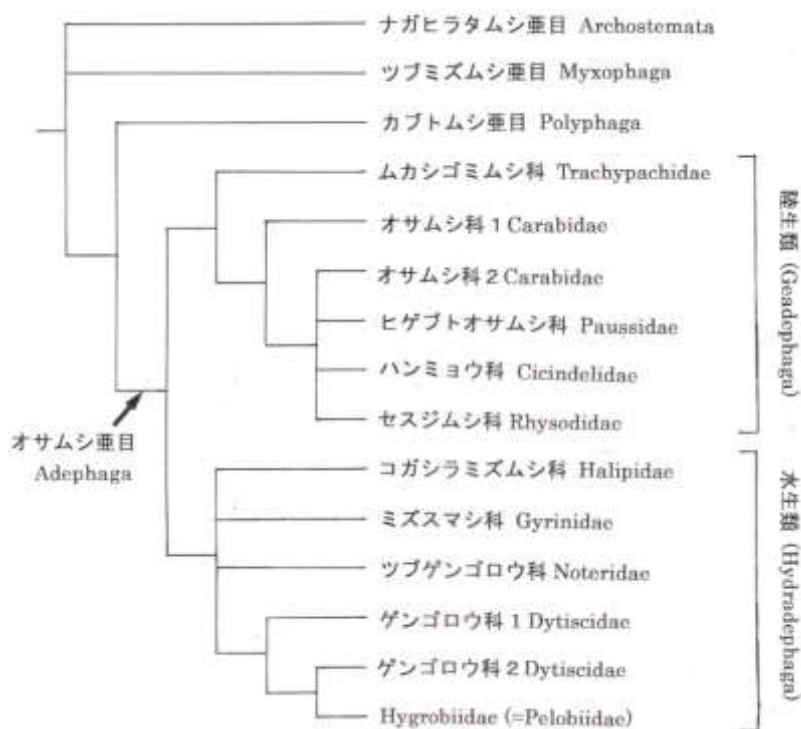 ナガヒラタムシ亜目 Archostemata
ツブミズムシ亜目 Myxophaga
カブトムシ亜目 Polyphaga
ムカシゴミムシ科 Trachypachidae
オサムシ科1 Carabidae
オサムシ科2 Carabidae
ヒゲブトオサムシ科 Paussidae
ハンミョウ科 Cicindelidae
セスジムシ科 Rhysodidae
陸生類 (Geadephaga)
オサムシ亜目
Adephaga
コガシラミズムシ科 Halipidae
ミズスマシ科 Gyrinidae
ツブゲンゴロウ科 Noteridae
ゲンゴロウ科1 Dytiscidae
ゲンゴロウ科2 Dytiscidae
Hygrobiidae (=Pelobiidae)
水生類 (Hydradephaga)